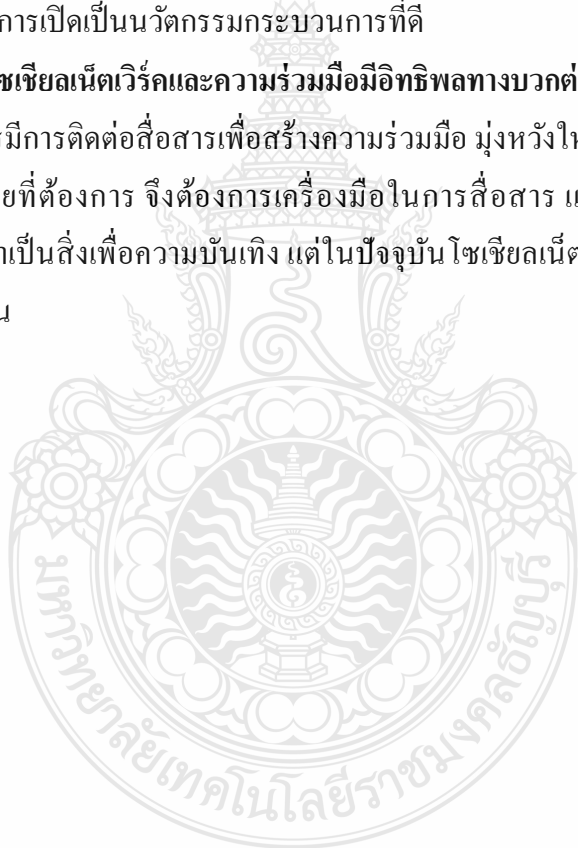 การเปิดเป็นนวัตกรรมกระบวนการที่ดี
ซเชียลเน็ตเวิร์คและความร่วมมือมีอิทธิพลทางบวกต่
รมีการติดต่อสื่อสารเพื่อสร้างความร่วมมือ มุ่งหวังให้
ยที่ต้องการ จึงต้องการเครื่องมือในการสื่อสาร แ
าเป็นสิ่งเพื่อความบันเทิง แต่ในปัจจุบันโซเชียลเน็ต
น
มหาวิทยาลัยเทคโนโลยีราชมงคลธัญบุรี